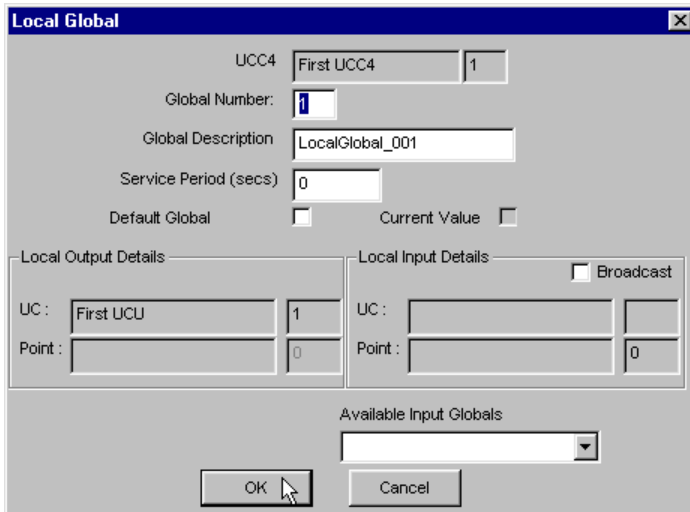 Local Global
UCC4 First UCC4 1
Global Number: 1
Global Description LocalGlobal_001
Service Period (secs) 0
Default Global Current Value
Local Output Details Local Input Details
Broadcast
UC : First UCU 1 UC :
Point : 0 Point : 0
Available Input Globals
OK Cancel